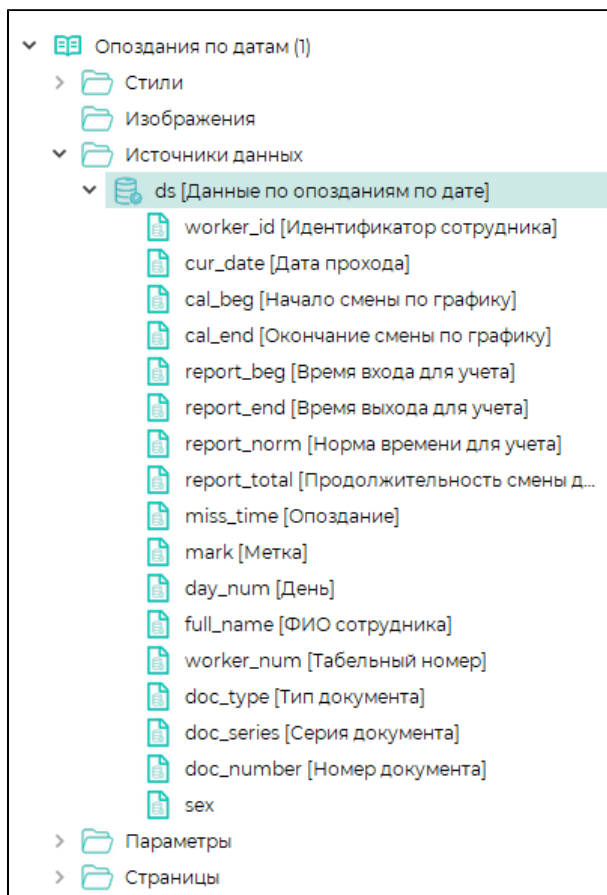 Опоздания по датам (1)
Стили
Изображения
Источники данных
ds [Данные по опозданиям по дате]
worker_id [Идентификатор сотрудника]
cur_date [Дата прохода]
cal_beg [Начало смены по графику]
cal_end [Окончание смены по графику]
report_beg [Время входа для учета]
report_end [Время выхода для учета]
report_norm [Норма времени для учета]
report_total [Продолжительность смены д...
miss_time [Опоздание]
mark [Метка]
day_num [День]
full_name [ФИО сотрудника]
worker_num [Табельный номер]
doc_type [Тип документа]
doc_series [Серия документа]
doc_number [Номер документа]
sex
Параметры
Страницы